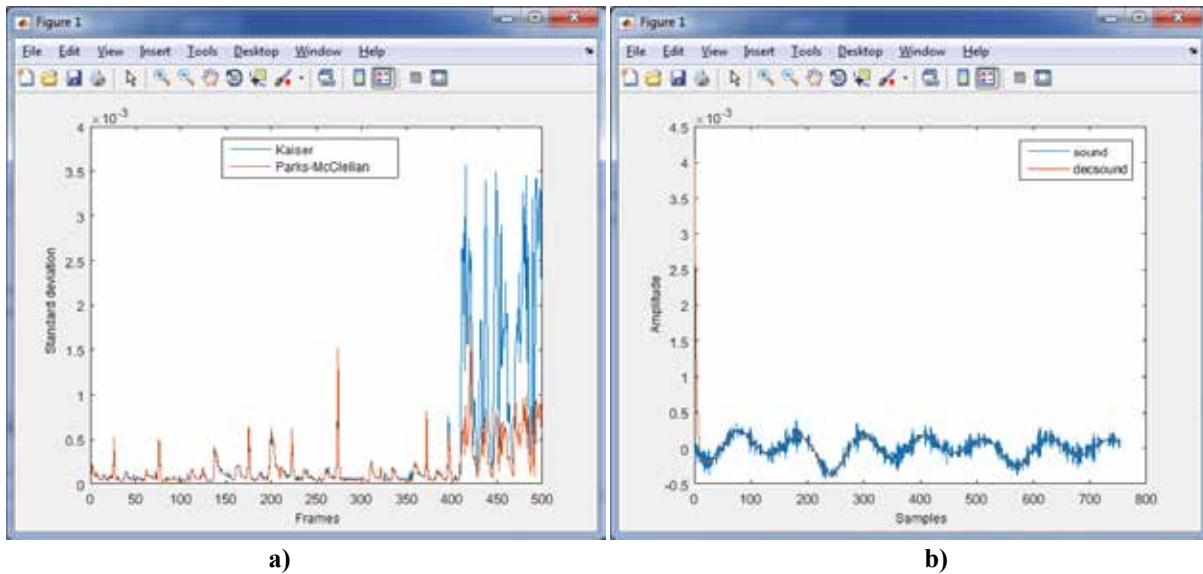 Figure 1
File Edit View Insert Tools Desktop Window Help
×10-3
4
3.5
3
2.5
2
1.5
1
0.5
0
Standard deviation
Kaiser
Parks-McClellan
0 50 100 150 200 250 300 350 400 450 500
Frames
a)
Figure 1
File Edit View Insert Tools Desktop Window Help
×10-3
4.5
4
3.5
3
2.5
2
1.5
1
0.5
0
-0.5
Amplitude
sound
decsound
0 100 200 300 400 500 600 700 800
Samples
b)